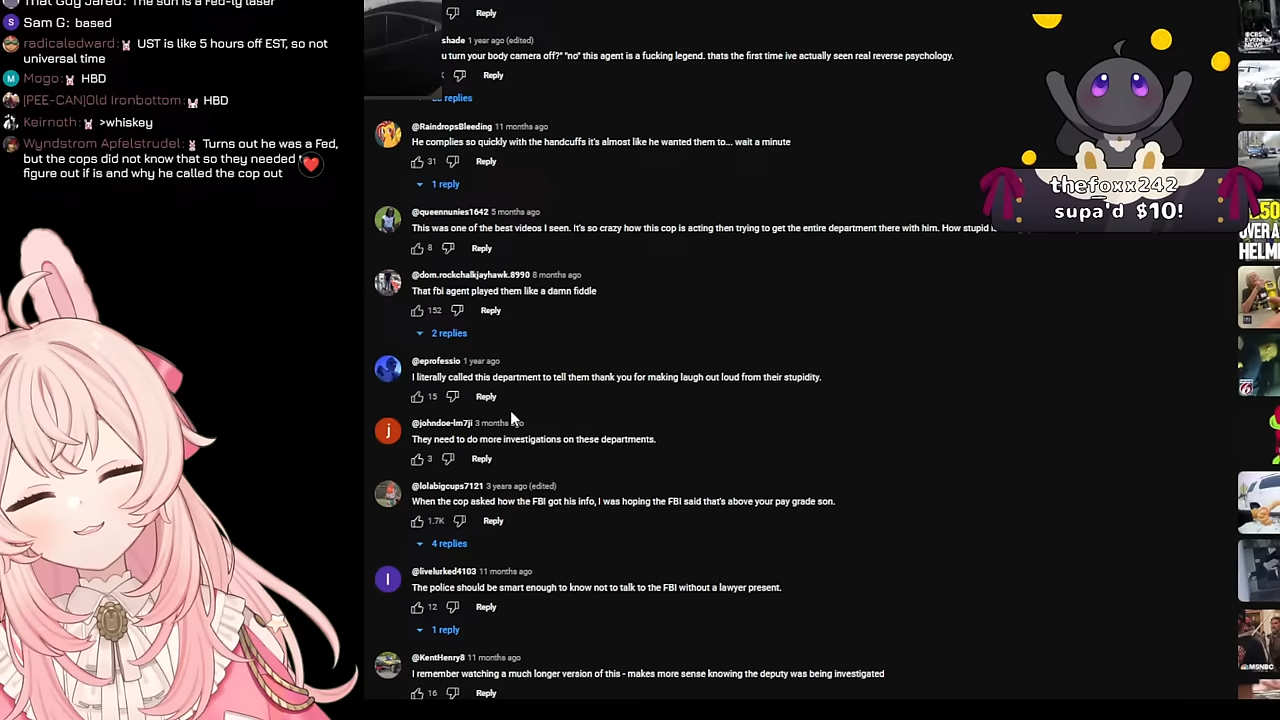 That Guy Jared: The sun is a Fed-ly laser
Sam G: based
radicaledward: UST is like 5 hours off EST, so not
universal time
Mogo: HBD
[PEE-CAN]Old Ironbottom: HBD
Keirnoth: >whiskey
Wyndstrom Apfelstrudel: Turns out he was a Fed,
but the cops did not know that so they needed
figure out if is and why he called the cop out
Reply
shade 1 year ago (edited)
u turn your body camera off?" "no" this agent is a fucking legend. thats the first time ive actually seen real reverse psychology.
Reply
replies
@RaindropsBleeding 11 months ago
He complies so quickly with the handcuffs it's almost like he wanted them to... wait a minute
31 Reply
1 reply
@queennunies1642 5 months ago
This was one of the best videos I seen. It's so crazy how this cop is acting then trying to get the entire department there with him. How stupid
8 Reply
@dom.rockchalkjayhawk.8990 8 months ago
That fbi agent played them like a damn fiddle
152 Reply
2 replies
@eprofessio 1 year ago
I literally called this department to tell them thank you for making laugh out loud from their stupidity.
15 Reply
@johndoe-lm7ji 3 months ago
They need to do more investigations on these departments.
3 Reply
@lolabigcups7121 3 years ago (edited)
When the cop asked how the FBI got his info, I was hoping the FBI said that's above your pay grade son.
1.7K Reply
4 replies
@livelurked4103 11 months ago
The police should be smart enough to know not to talk to the FBI without a lawyer present.
12 Reply
1 reply
@KentHenry8 11 months ago
I remember watching a much longer version of this - makes more sense knowing the deputy was being investigated
16 Reply
thefoxx242
supa'd $10!
CBS
EVENING
NEWS
50
OVER A
HELM
6
MSNBC